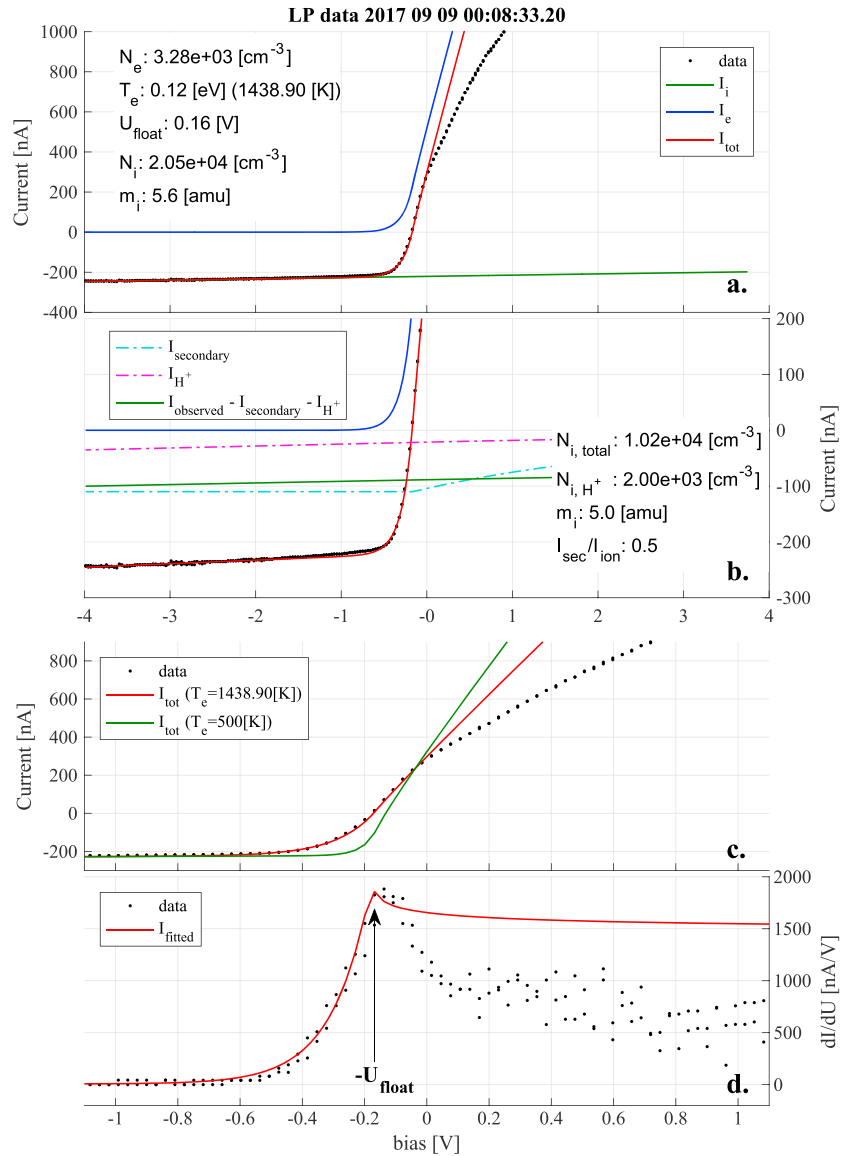 LP data 2017 09 09 00:08:33.20
1000
800
600
400
200
0
-200
-400
Current [nA]
N_e: 3.28e+03 [cm^-3]
T_e: 0.12 [eV] (1438.90 [K])
U_float: 0.16 [V]
N_i: 2.05e+04 [cm^-3]
m_i: 5.6 [amu]
data
I_i
I_e
I_tot
a.
I_secondary
I_H^+
I_observed - I_secondary - I_H^+
N_i, total: 1.02e+04 [cm^-3]
N_i, H^+ : 2.00e+03 [cm^-3]
m_i: 5.0 [amu]
I_sec/I_ion: 0.5
b.
200
100
0
-100
-200
-300
Current [nA]
-4 -3 -2 -1 -0 1 2 3 4
800
600
400
200
0
-200
Current [nA]
data
I_tot (T_e=1438.90[K])
I_tot (T_e=500[K])
c.
data
I_fitted
-U_float
d.
2000
1500
1000
500
0
dI/dU [nA/V]
-1 -0.8 -0.6 -0.4 -0.2 0 0.2 0.4 0.6 0.8 1
bias [V]